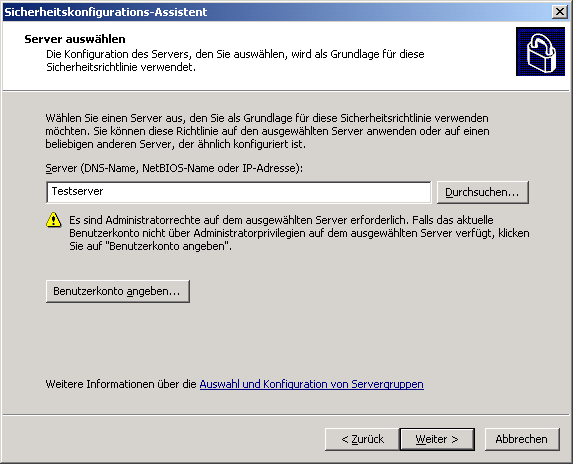 Sicherheitskonfigurations-Assistent
Server auswählen
Die Konfiguration des Servers, den Sie auswählen, wird als Grundlage für diese
Sicherheitsrichtlinie verwendet.
Wählen Sie einen Server aus, den Sie als Grundlage für diese Sicherheitsrichtlinie verwenden
möchten. Sie können diese Richtlinie auf den ausgewählten Server anwenden oder auf einen
beliebigen anderen Server, der ähnlich konfiguriert ist.
Server (DNS-Name, NetBIOS-Name oder IP-Adresse):
Testserver
Durchsuchen...
Es sind Administratorrechte auf dem ausgewählten Server erforderlich. Falls das aktuelle
Benutzerkonto nicht über Administratorprivilegien auf dem ausgewählten Server verfügt, klicken
Sie auf "Benutzerkonto angeben".
Benutzerkonto angeben...
Weitere Informationen über die Auswahl und Konfiguration von Servergruppen
< Zurück
Weiter >
Abbrechen